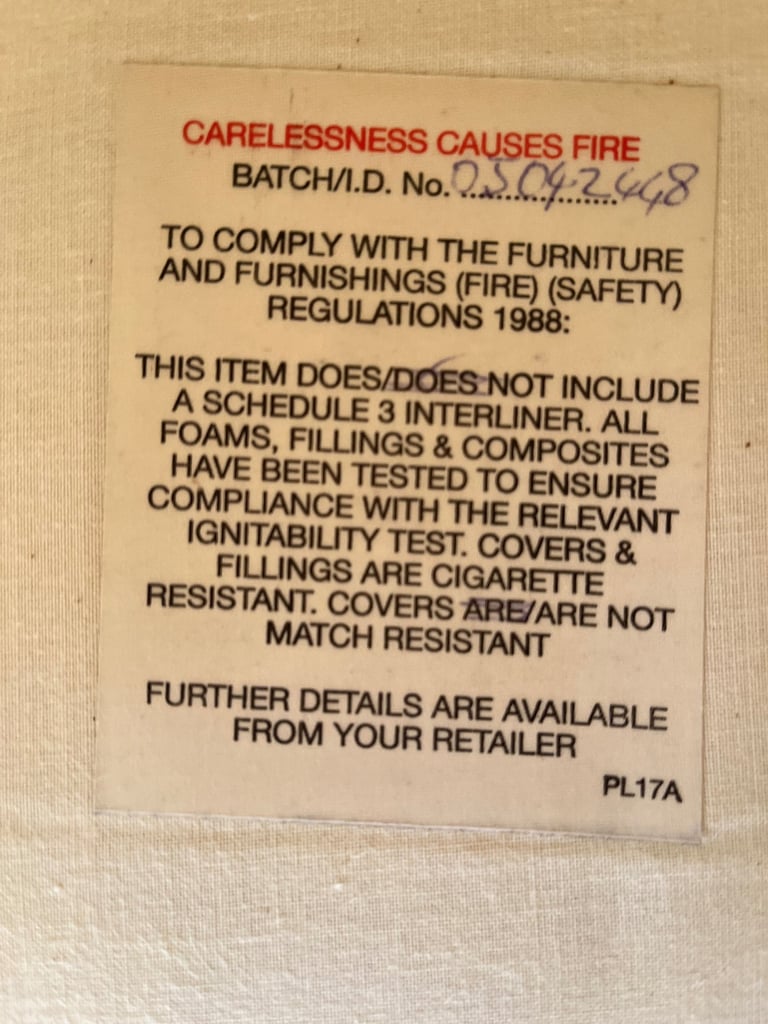 CARELESSNESS CAUSES FIRE
BATCH/I.D. No. 05042448
TO COMPLY WITH THE FURNITURE
AND FURNISHINGS (FIRE) (SAFETY)
REGULATIONS 1988:
THIS ITEM DOES/DOES NOT INCLUDE
A SCHEDULE 3 INTERLINER. ALL
FOAMS, FILLINGS & COMPOSITES
HAVE BEEN TESTED TO ENSURE
COMPLIANCE WITH THE RELEVANT
IGNITABILITY TEST. COVERS &
FILLINGS ARE CIGARETTE
RESISTANT. COVERS ARE/ARE NOT
MATCH RESISTANT
FURTHER DETAILS ARE AVAILABLE
FROM YOUR RETAILER
PL17A